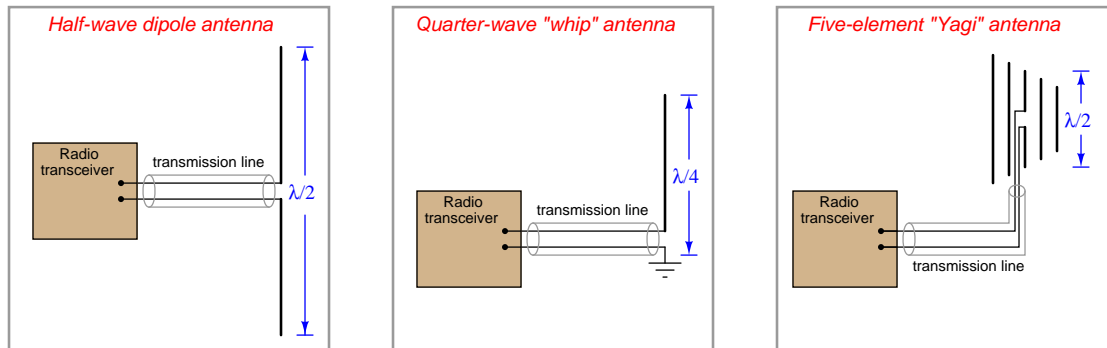 Half-wave dipole antenna
Radio
transceiver
transmission line
λ/2
Quarter-wave "whip" antenna
Radio
transceiver
transmission line
λ/4
Five-element "Yagi" antenna
Radio
transceiver
transmission line
λ/2